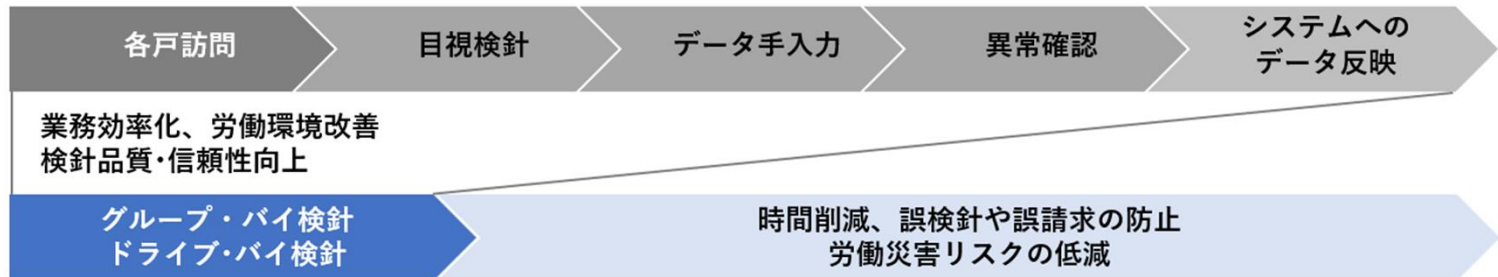 各戸訪問
目視検針
データ手入力
異常確認
システムへの
データ反映
業務効率化、労働環境改善
検針品質･信頼性向上
グループ・バイ検針
ドライブ･バイ検針
時間削減、誤検針や誤請求の防止
労働災害リスクの低減